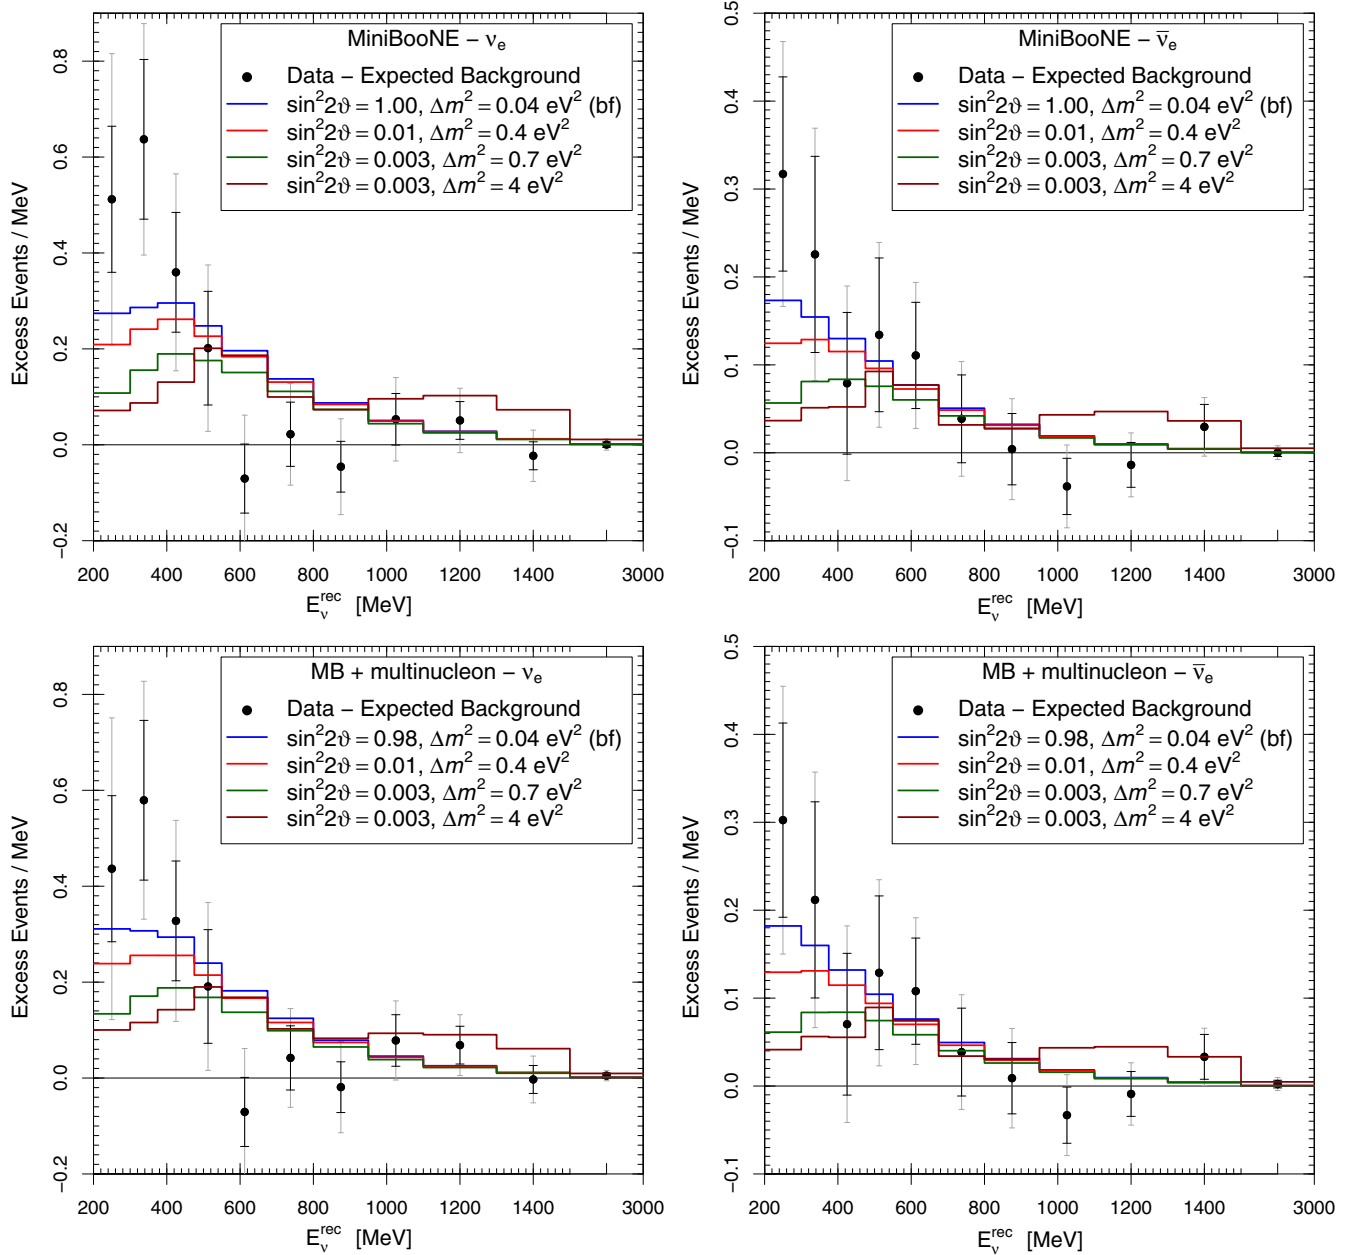 MiniBooNE − νe
Data − Expected Background
sin²2ϑ = 1.00, Δm² = 0.04 eV² (bf)
sin²2ϑ = 0.01, Δm² = 0.4 eV²
sin²2ϑ = 0.003, Δm² = 0.7 eV²
sin²2ϑ = 0.003, Δm² = 4 eV²
Excess Events / MeV
0.8
0.6
0.4
0.2
0.0
−0.2
200 400 600 800 1000 1200 1400 3000
E_ν^rec [MeV]
MiniBooNE − ν̄e
Data − Expected Background
sin²2ϑ = 1.00, Δm² = 0.04 eV² (bf)
sin²2ϑ = 0.01, Δm² = 0.4 eV²
sin²2ϑ = 0.003, Δm² = 0.7 eV²
sin²2ϑ = 0.003, Δm² = 4 eV²
Excess Events / MeV
0.5
0.4
0.3
0.2
0.1
0.0
−0.1
200 400 600 800 1000 1200 1400 3000
E_ν^rec [MeV]
MB + multinucleon − νe
Data − Expected Background
sin²2ϑ = 0.98, Δm² = 0.04 eV² (bf)
sin²2ϑ = 0.01, Δm² = 0.4 eV²
sin²2ϑ = 0.003, Δm² = 0.7 eV²
sin²2ϑ = 0.003, Δm² = 4 eV²
Excess Events / MeV
0.8
0.6
0.4
0.2
0.0
−0.2
200 400 600 800 1000 1200 1400 3000
E_ν^rec [MeV]
MB + multinucleon − ν̄e
Data − Expected Background
sin²2ϑ = 0.98, Δm² = 0.04 eV² (bf)
sin²2ϑ = 0.01, Δm² = 0.4 eV²
sin²2ϑ = 0.003, Δm² = 0.7 eV²
sin²2ϑ = 0.003, Δm² = 4 eV²
Excess Events / MeV
0.5
0.4
0.3
0.2
0.1
0.0
−0.1
200 400 600 800 1000 1200 1400 3000
E_ν^rec [MeV]